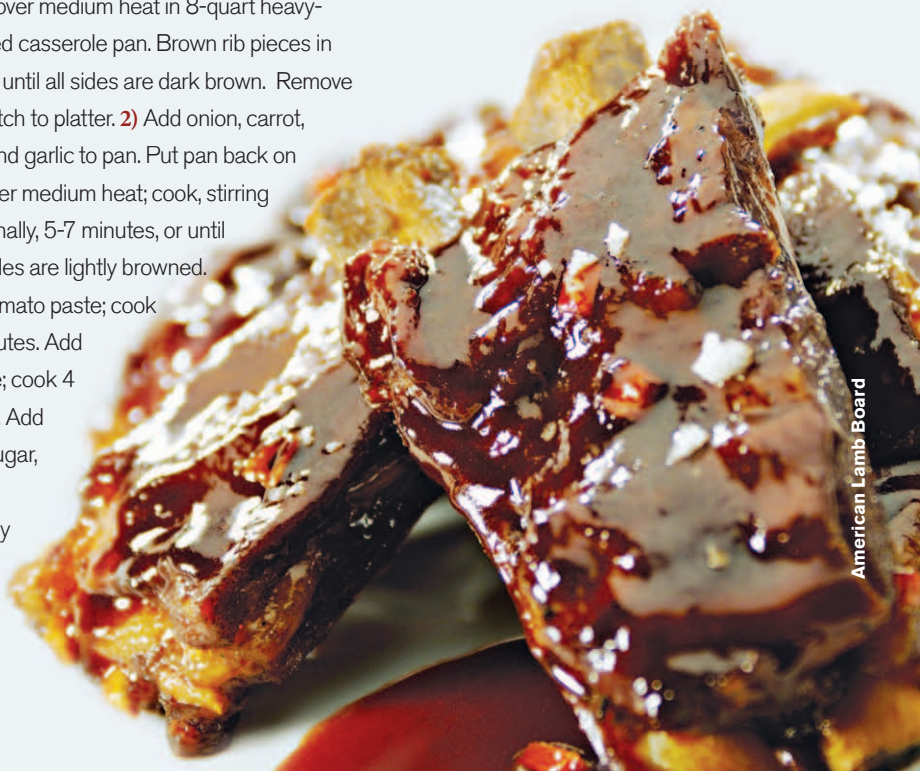 over medium heat in 8-quart heavy-
ed casserole pan. Brown rib pieces in
until all sides are dark brown. Remove
tch to platter. 2) Add onion, carrot,
nd garlic to pan. Put pan back on
er medium heat; cook, stirring
nally, 5-7 minutes, or until
les are lightly browned.
mato paste; cook
utes. Add
e; cook 4
. Add
ugar,
y
American Lamb Board